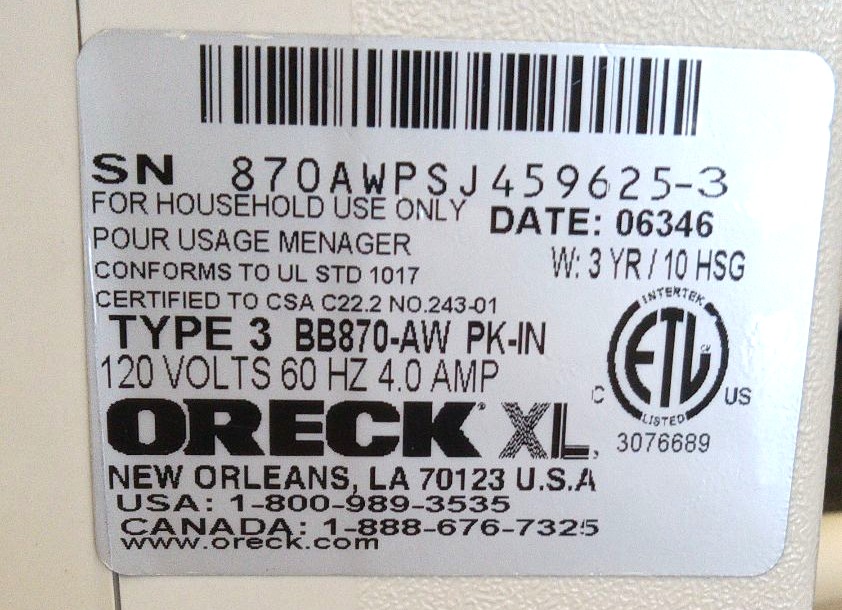 SN 870AWPSJ459625-3
FOR HOUSEHOLD USE ONLY
DATE: 06346
POUR USAGE MENAGER
W: 3 YR / 10 HSG
CONFORMS TO UL STD 1017
CERTIFIED TO CSA C22.2 NO.243-01
TYPE 3 BB870-AW PK-IN
120 VOLTS 60 HZ 4.0 AMP
INTERTEK
ETL
LISTED
C US
3076689
ORECK XL
NEW ORLEANS, LA 70123 U.S.A
USA: 1-800-989-3535
CANADA: 1-888-676-7325
www.oreck.com